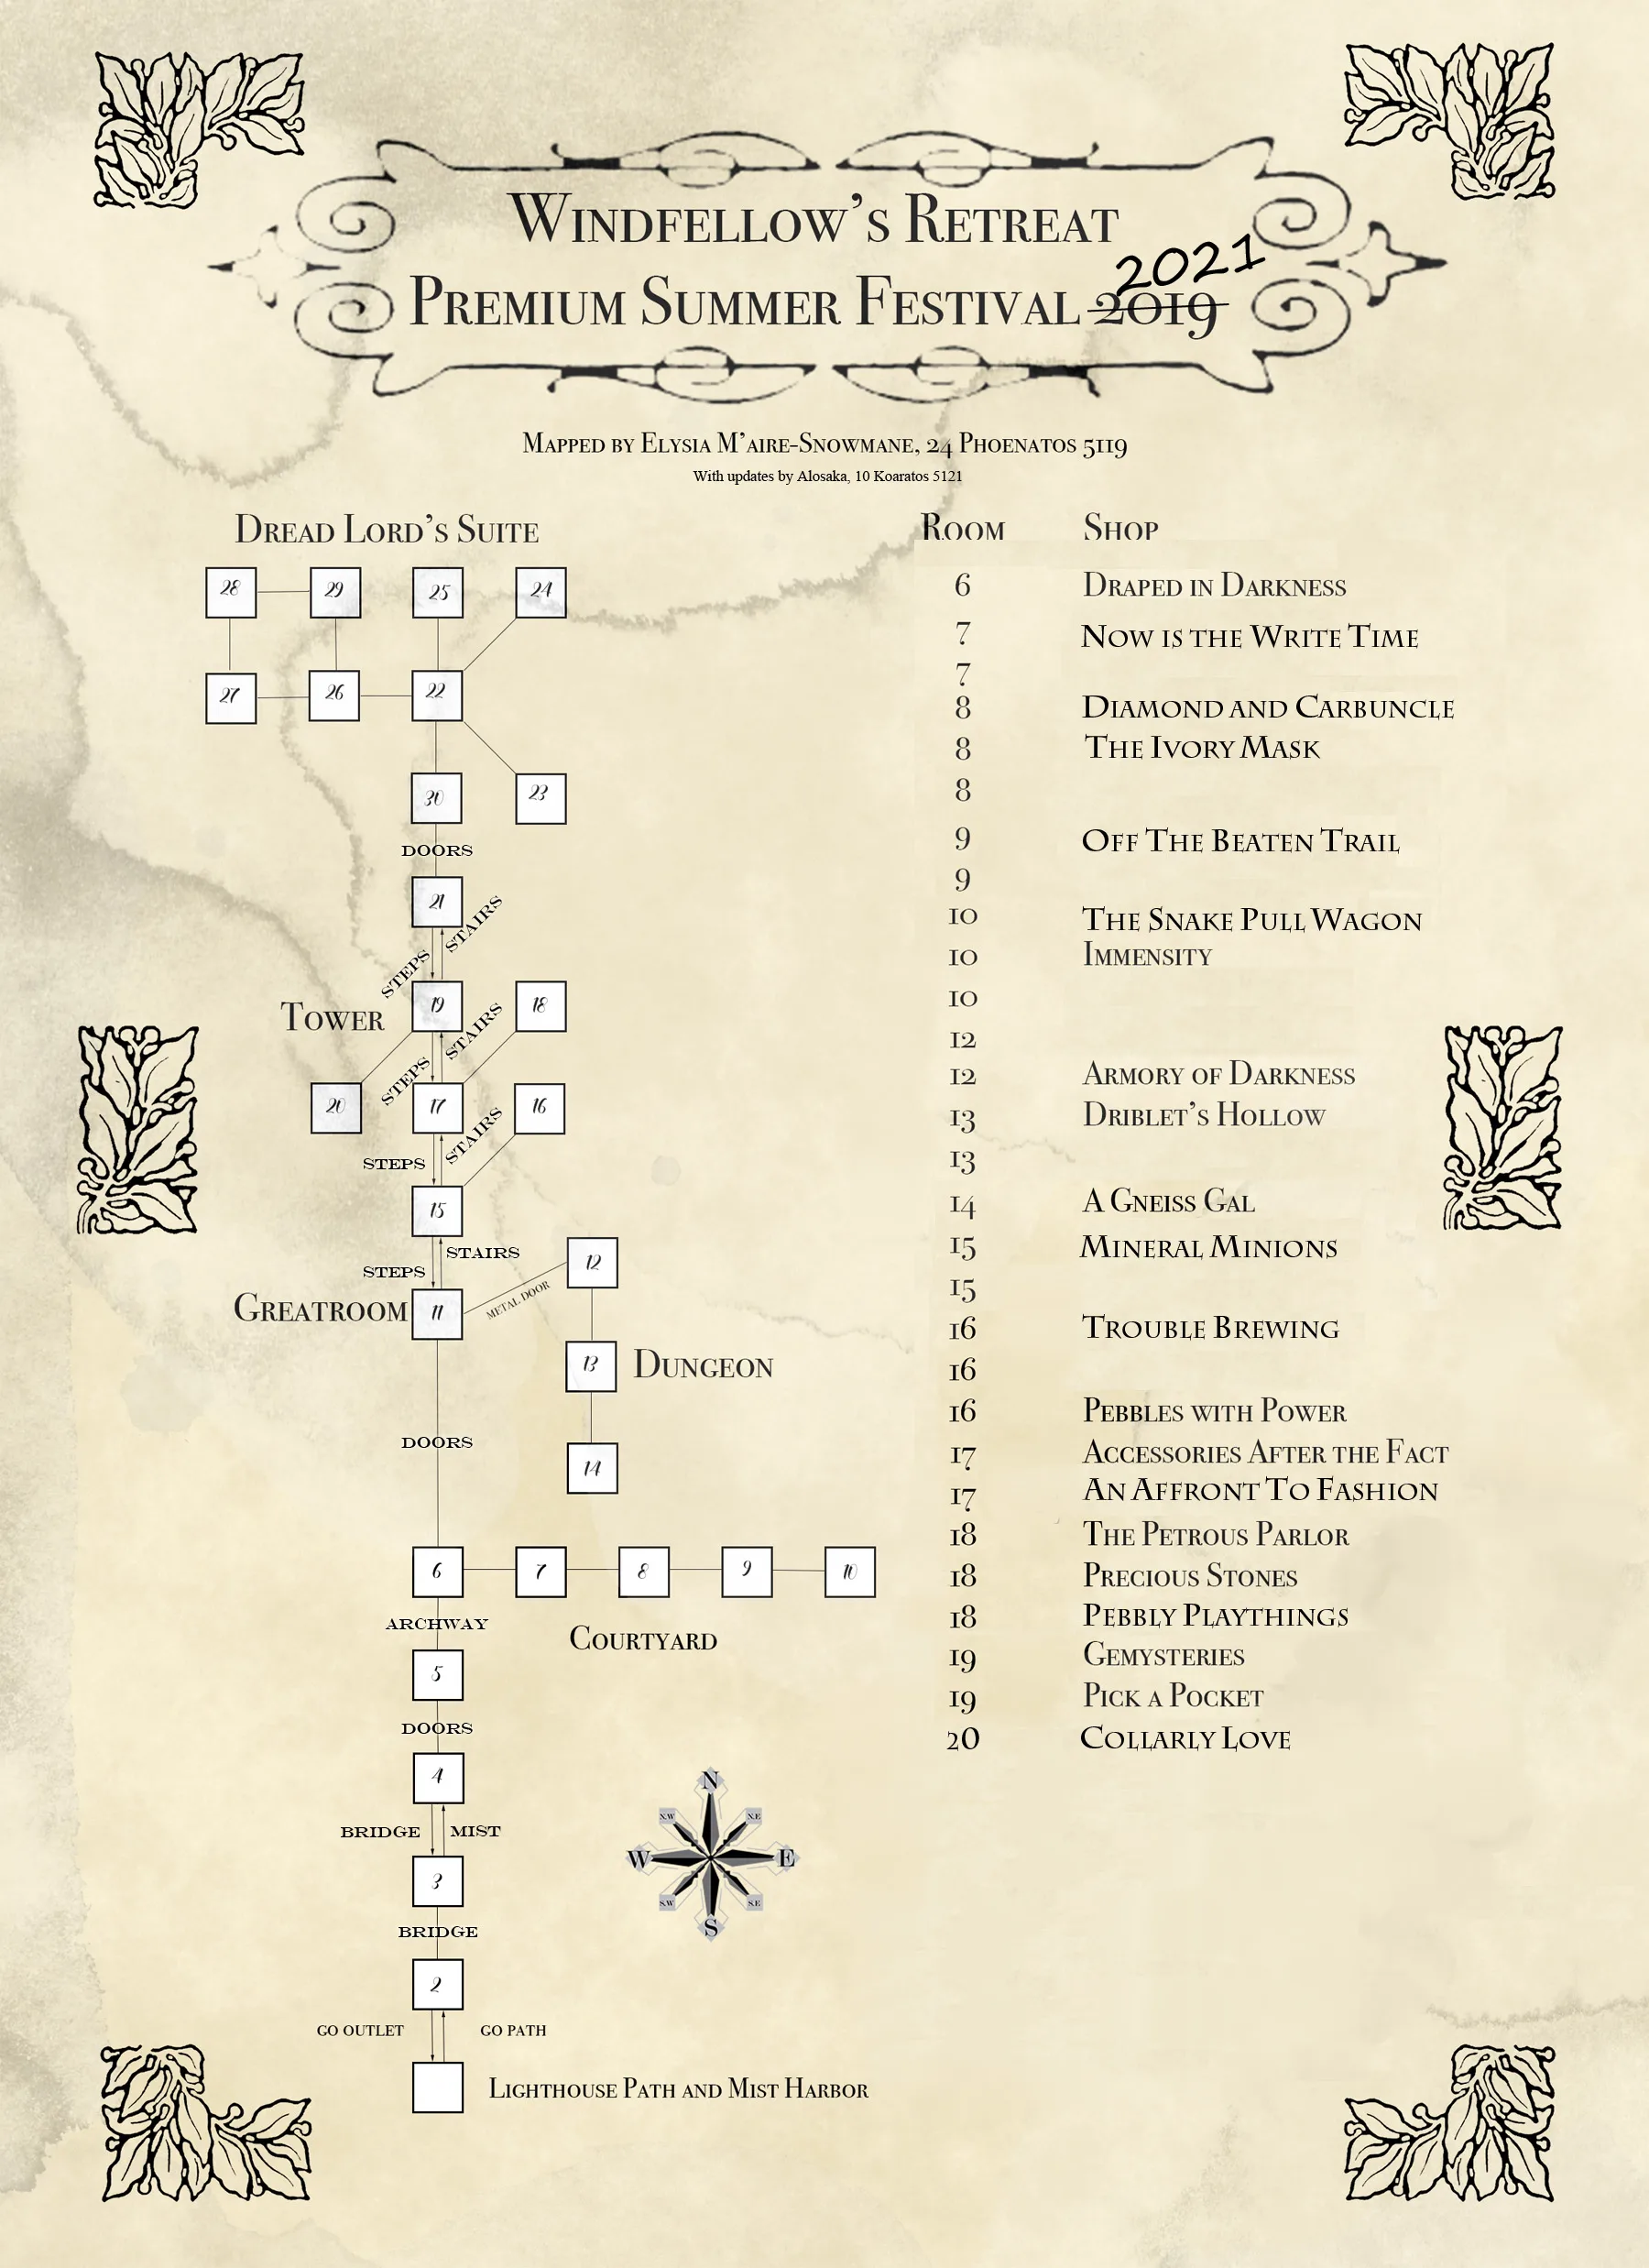 Windfellow's Retreat
2021
Premium Summer Festival 2019
Mapped by Elysia M'aire-Snowmane, 24 Phoenatos 5119
With updates by Alosaka, 10 Koaratos 5121
Dread Lord's Suite
28 29 25 24
27 26 22
30 23
DOORS
21
STAIRS
STEPS
Tower 19 18
STAIRS
STEPS
20 17 16
STAIRS
STEPS
15
STAIRS
STEPS
12
METAL DOOR
Greatroom 11
13 Dungeon
DOORS
14
6 7 8 9 10
ARCHWAY
Courtyard
5
DOORS
4
BRIDGE MIST
3
BRIDGE
2
GO OUTLET GO PATH
Lighthouse Path and Mist Harbor
N
N.W N.E
W E
S.W S.E
S
Room Shop
6 Draped in Darkness
7 Now is the Write Time
7
8 Diamond and Carbuncle
8 The Ivory Mask
8
9 Off The Beaten Trail
9
10 The Snake Pull Wagon
10 Immensity
10
12
12 Armory of Darkness
13 Driblet's Hollow
13
14 A Gneiss Gal
15 Mineral Minions
15
16 Trouble Brewing
16
16 Pebbles with Power
17 Accessories After the Fact
17 An Affront To Fashion
18 The Petrous Parlor
18 Precious Stones
18 Pebbly Playthings
19 Gemysteries
19 Pick a Pocket
20 Collarly Love